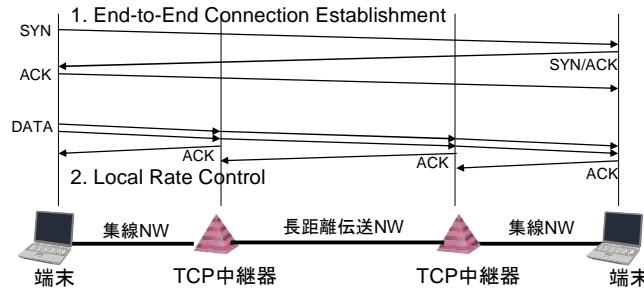 1. End-to-End Connection Establishment
SYN
SYN/ACK
ACK
DATA
ACK
ACK
ACK
2. Local Rate Control
集線NW
長距離伝送NW
集線NW
端末
TCP中継器
TCP中継器
端末